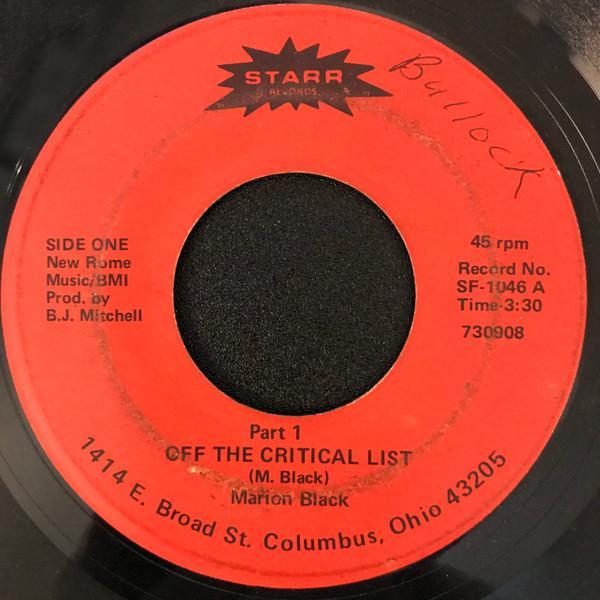 STARR
RECORDS
Bullock
SIDE ONE
New Rome
Music/BMI
Prod. by
B.J. Mitchell
45 rpm
Record No.
SF-1046 A
Time-3:30
730908
Part 1
OFF THE CRITICAL LIST
(M. Black)
Marion Black
1414 E. Broad St. Columbus, Ohio 43205